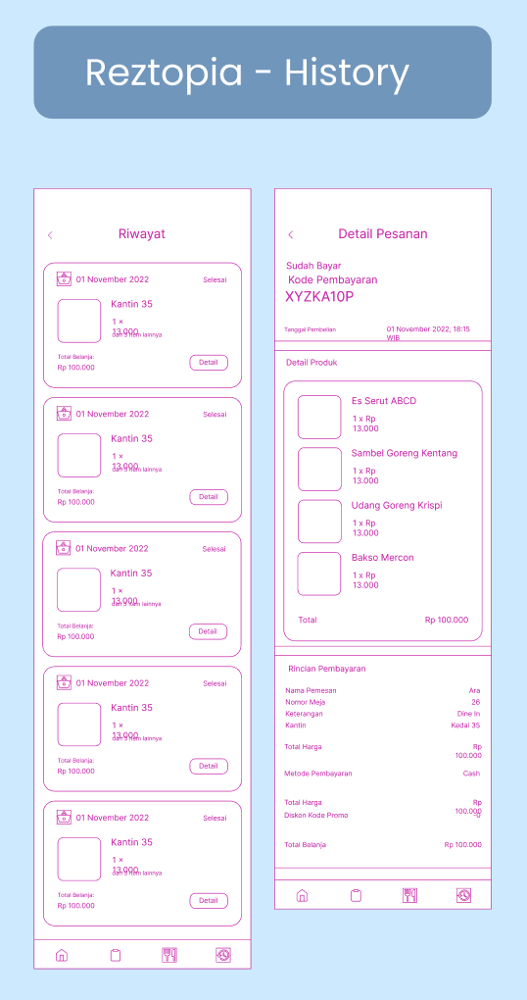 Reztopia - History
Riwayat
01 November 2022
Selesai
Kantin 35
1 ×
13.000
dan 3 item lainnya
Total Belanja:
Rp 100.000
Detail
01 November 2022
Selesai
Kantin 35
1 ×
13.000
dan 3 item lainnya
Total Belanja:
Rp 100.000
Detail
01 November 2022
Selesai
Kantin 35
1 ×
13.000
dan 3 item lainnya
Total Belanja:
Rp 100.000
Detail
01 November 2022
Selesai
Kantin 35
1 ×
13.000
dan 3 item lainnya
Total Belanja:
Rp 100.000
Detail
01 November 2022
Selesai
Kantin 35
1 ×
13.000
dan 3 item lainnya
Total Belanja:
Rp 100.000
Detail
Detail Pesanan
Sudah Bayar
Kode Pembayaran
XYZKA10P
Tanggal Pembelian
01 November 2022, 18:15
WIB
Detail Produk
Es Serut ABCD
1 x Rp
13.000
Sambel Goreng Kentang
1 x Rp
13.000
Udang Goreng Krispi
1 x Rp
13.000
Bakso Mercon
1 x Rp
13.000
Total Rp 100.000
Rincian Pembayaran
Nama Pemesan Ara
Nomor Meja 26
Keterangan Dine In
Kantin Kedai 35
Total Harga Rp
100.000
Metode Pembayaran Cash
Total Harga Rp
100.000
Diskon Kode Promo -0
Total Belanja Rp 100.000